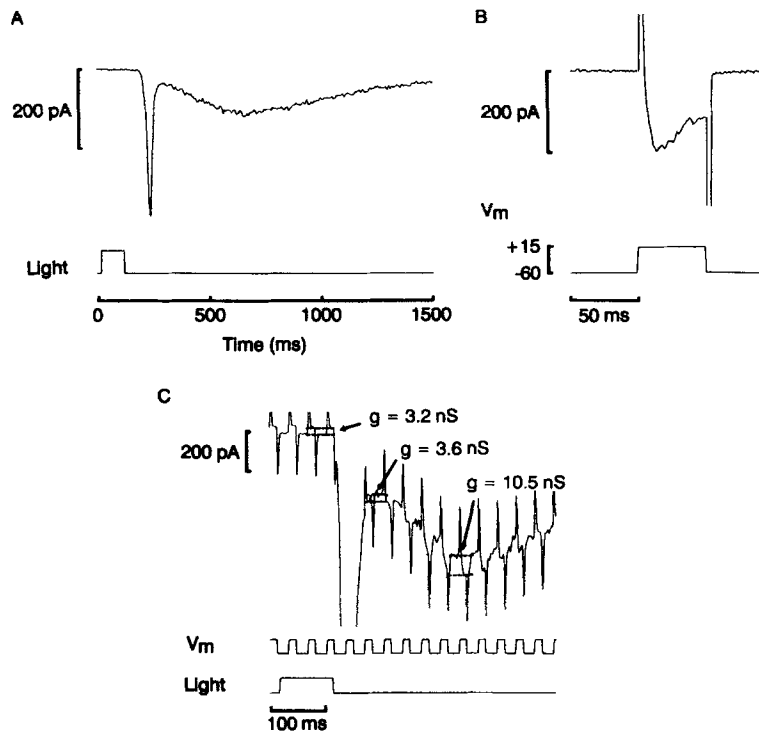 A
200 pA
Light
0 500 1000 1500
Time (ms)
B
200 pA
Vm
+15
-60
50 ms
C
200 pA
g = 3.2 nS
g = 3.6 nS
g = 10.5 nS
Vm
Light
100 ms